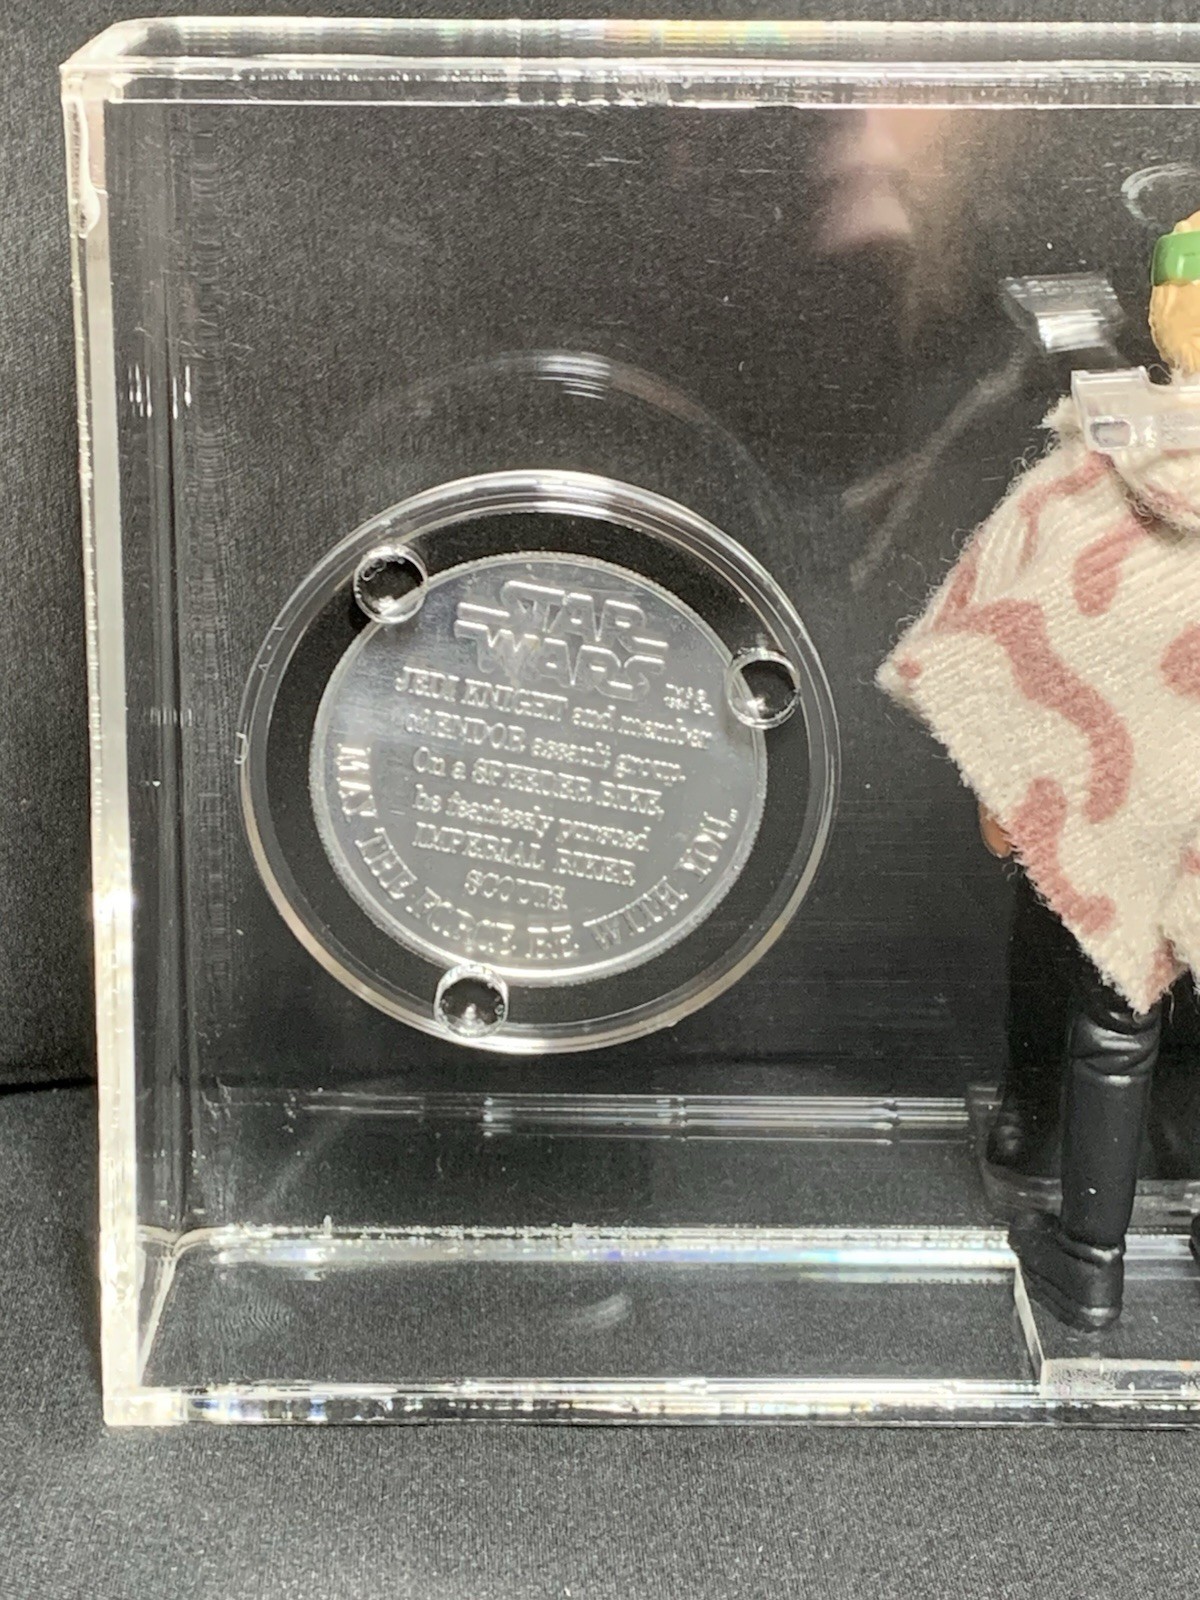 STAR
WARS
JEDI KNIGHT and member
of ENDOR assault group.
On a SPEEDER BIKE,
he fearlessly pursued
IMPERIAL BIKER
SCOUTS.
MAY THE FORCE BE WITH YOU...